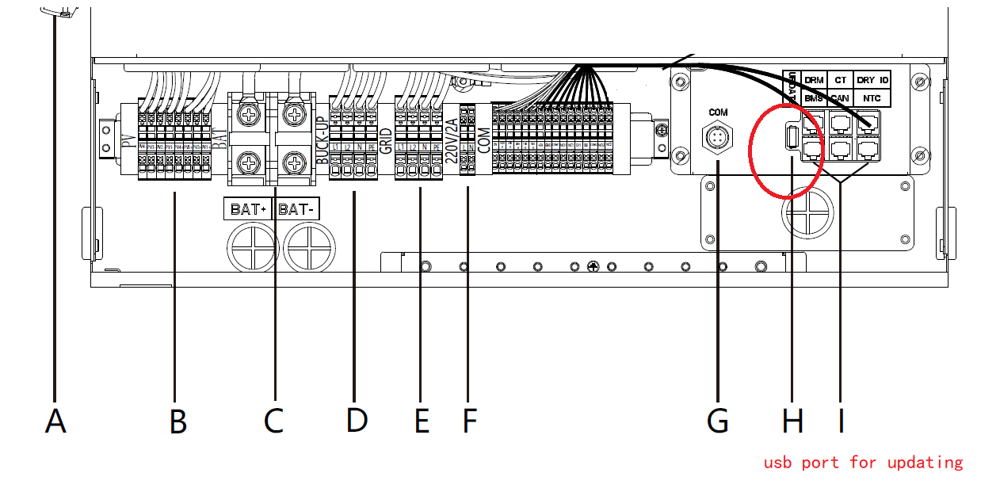 UPDATE
DRM CT DRY IO
BMS CAN NTC
COM
PV
BAT
BUCK-UP
GRID
220V/2A
COM
L1 L2 N PE
L1 L2 N PE
L N
BAT+ BAT-
A B C D E F G H I
usb port for updating